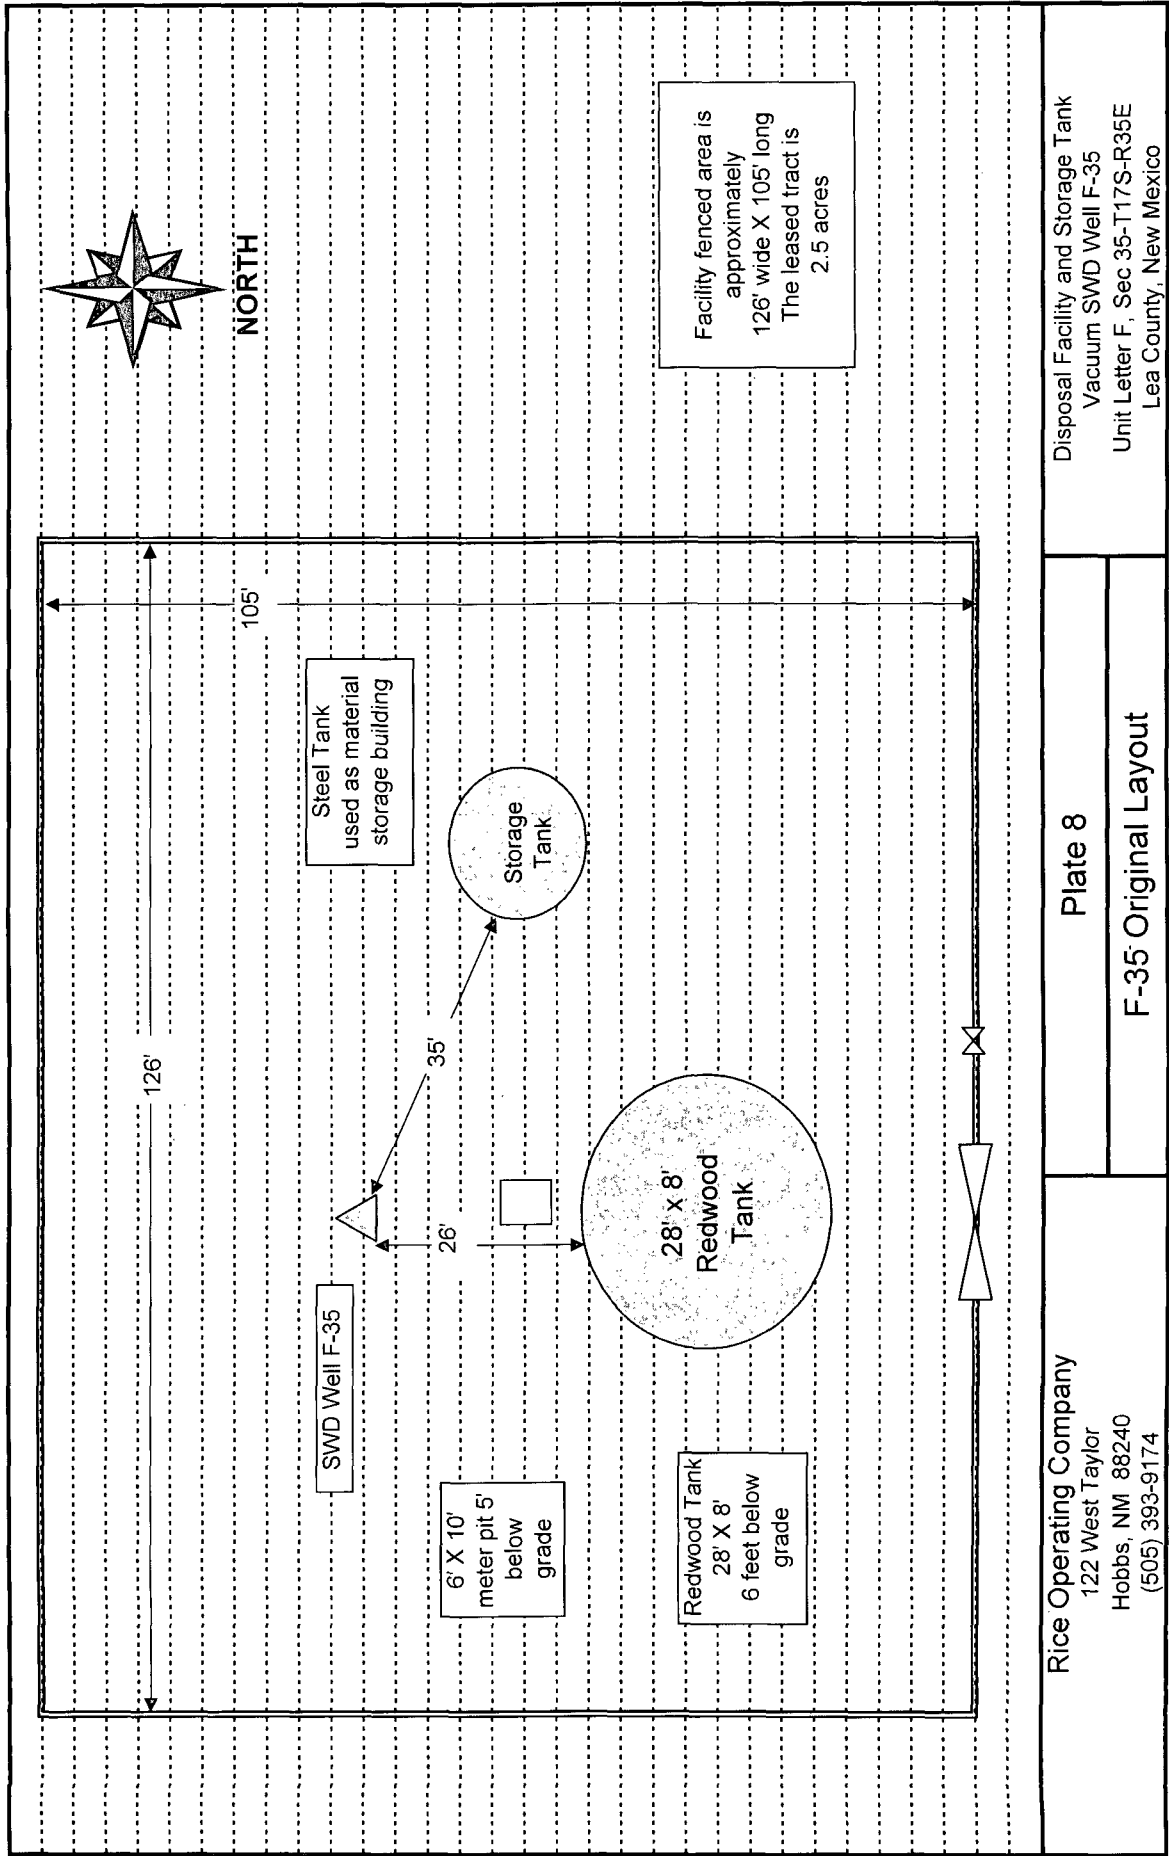 NORTH
126'
105'
Steel Tank
used as material
storage building
SWD Well F-35
35'
26'
Storage
Tank
6' X 10'
meter pit 5'
below
grade
28' x 8'
Redwood
Tank
Redwood Tank
28' X 8'
6 feet below
grade
Facility fenced area is
approximately
126' wide X 105' long
The leased tract is
2.5 acres
Rice Operating Company
122 West Taylor
Hobbs, NM 88240
(505) 393-9174
Plate 8
F-35 Original Layout
Disposal Facility and Storage Tank
Vacuum SWD Well F-35
Unit Letter F, Sec 35-T17S-R35E
Lea County, New Mexico